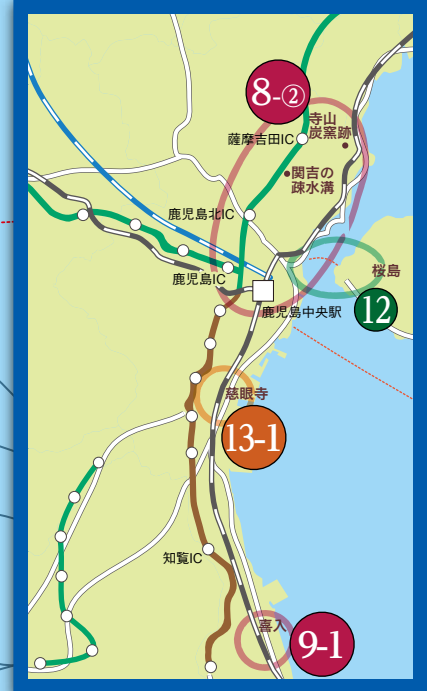 8-②
寺山
炭窯跡
薩摩吉田IC
関吉の
疎水溝
鹿児島北IC
鹿児島IC
桜島
12
鹿児島中央駅
慈眼寺
13-1
知覧IC
喜入
9-1